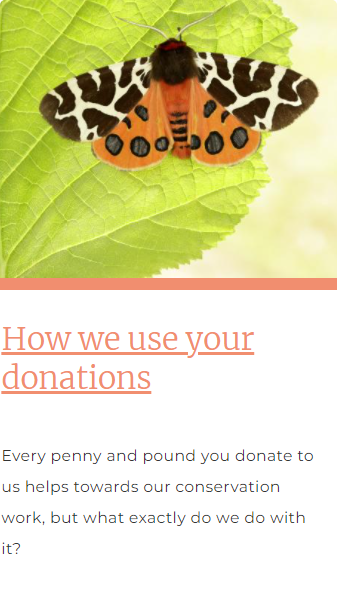 How we use your
donations
Every penny and pound you donate to
us helps towards our conservation
work, but what exactly do we do with
it?